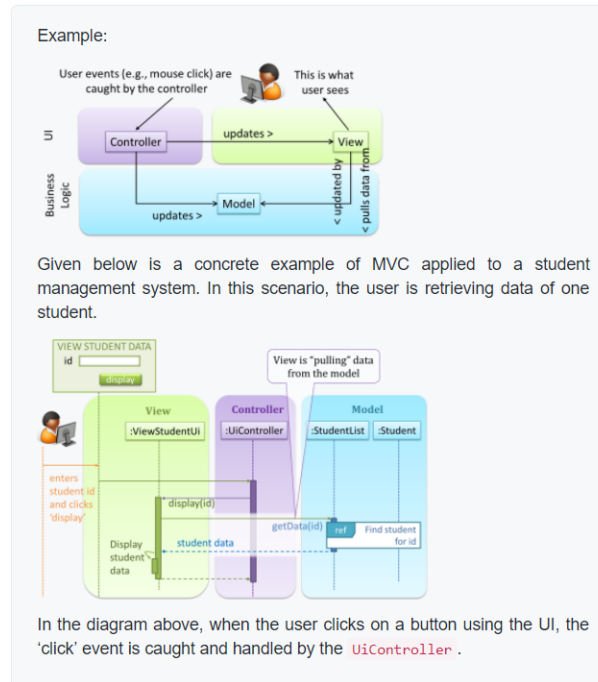 Example:
User events (e.g., mouse click) are
caught by the controller
This is what
user sees
UI
Controller
updates >
View
Business
Logic
updates >
Model
< updated by
< pulls data from
Given below is a concrete example of MVC applied to a student
management system. In this scenario, the user is retrieving data of one
student.
VIEW STUDENT DATA
id
display
View is "pulling" data
from the model
View
Controller
Model
:ViewStudentUi
:UiController
:StudentList
:Student
enters
student id
and clicks
'display'
display(id)
getData(id)
ref
Find student
for id
student data
Display
student
data
In the diagram above, when the user clicks on a button using the UI, the
‘click’ event is caught and handled by the UiController .